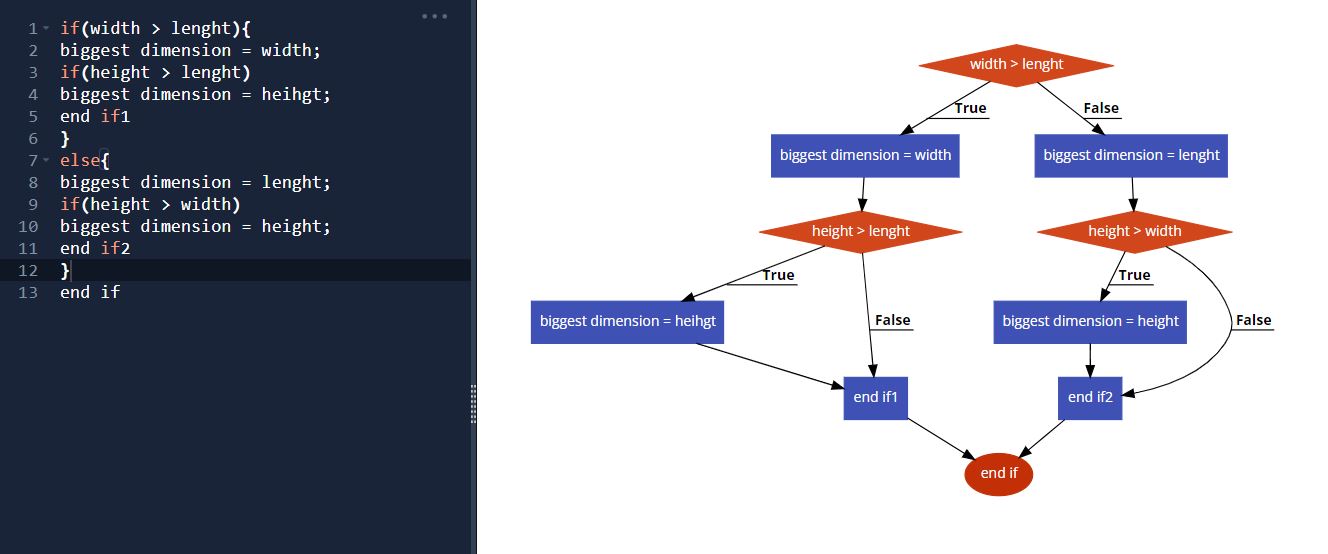 1 if(width > lenght){
2 biggest dimension = width;
3 if(height > lenght)
4 biggest dimension = heihgt;
5 end if1
6 }
7 else{
8 biggest dimension = lenght;
9 if(height > width)
10 biggest dimension = height;
11 end if2
12 }
13 end if
width > lenght
True
False
biggest dimension = width
biggest dimension = lenght
height > lenght
height > width
True
True
biggest dimension = heihgt
False
biggest dimension = height
False
end if1
end if2
end if